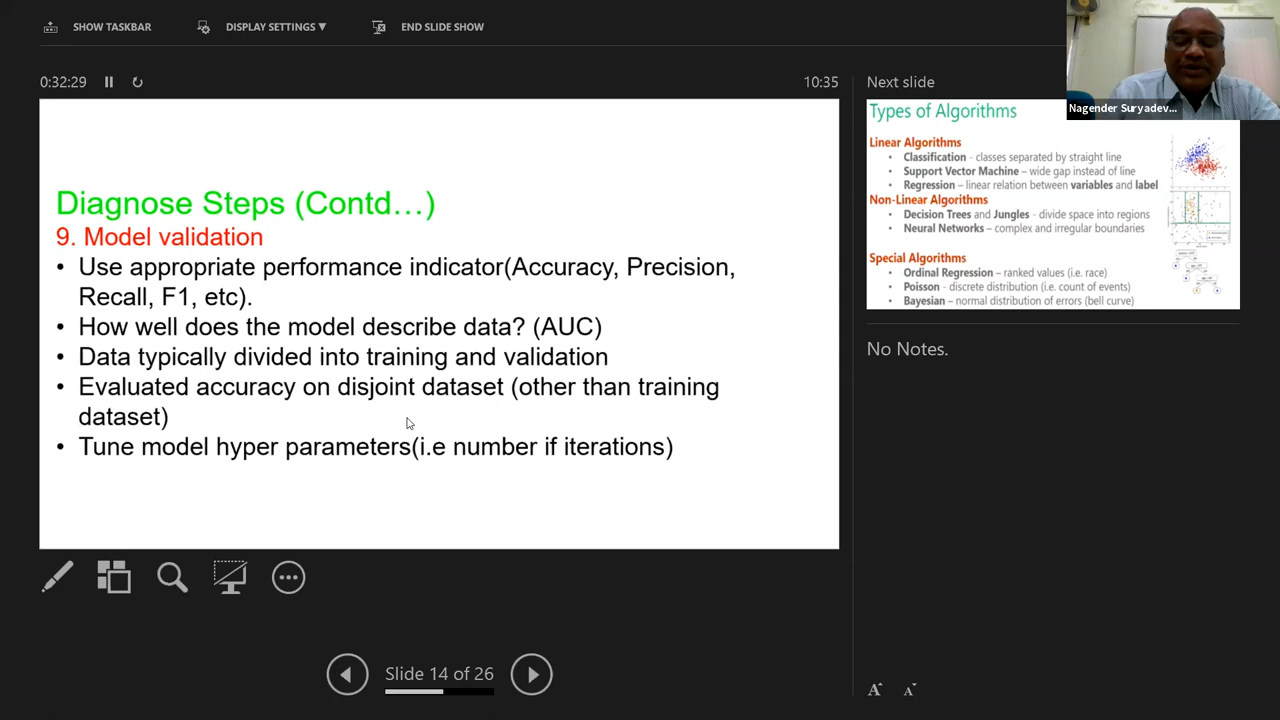 SHOW TASKBAR
DISPLAY SETTINGS ▼
END SLIDE SHOW
0:32:29
10:35
Diagnose Steps (Contd…)
9. Model validation
• Use appropriate performance indicator(Accuracy, Precision,
Recall, F1, etc).
• How well does the model describe data? (AUC)
• Data typically divided into training and validation
• Evaluated accuracy on disjoint dataset (other than training
dataset)
• Tune model hyper parameters(i.e number if iterations)
Slide 14 of 26
Next slide
Nagender Suryadev...
Types of Algorithms
Linear Algorithms
• Classification - classes separated by straight line
• Support Vector Machine – wide gap instead of line
• Regression – linear relation between variables and label
Non-Linear Algorithms
• Decision Trees and Jungles - divide space into regions
• Neural Networks – complex and irregular boundaries
Special Algorithms
• Ordinal Regression – ranked values (i.e. race)
• Poisson - discrete distribution (i.e. count of events)
• Bayesian – normal distribution of errors (bell curve)
No Notes.
A A